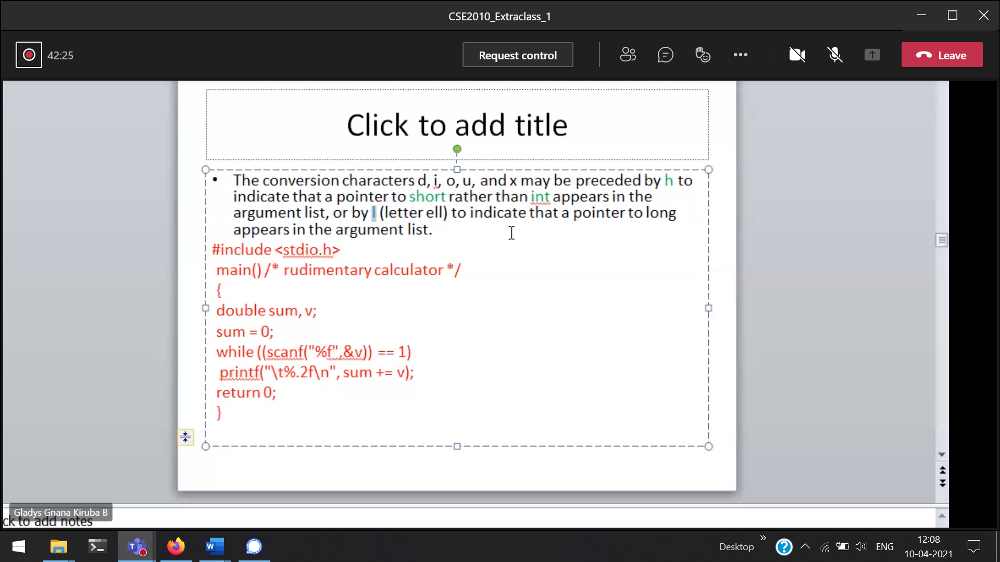 CSE2010_Extraclass_1
42:25
Request control
Leave
Click to add title
• The conversion characters d, i, o, u, and x may be preceded by h to
indicate that a pointer to short rather than int appears in the
argument list, or by l (letter ell) to indicate that a pointer to long
appears in the argument list.
#include <stdio.h>
main() /* rudimentary calculator */
{
double sum, v;
sum = 0;
while ((scanf("%f",&v)) == 1)
printf("\t%.2f\n", sum += v);
return 0;
}
Gladys Gnana Kiruba B
ck to add notes
Desktop
ENG
12:08
10-04-2021